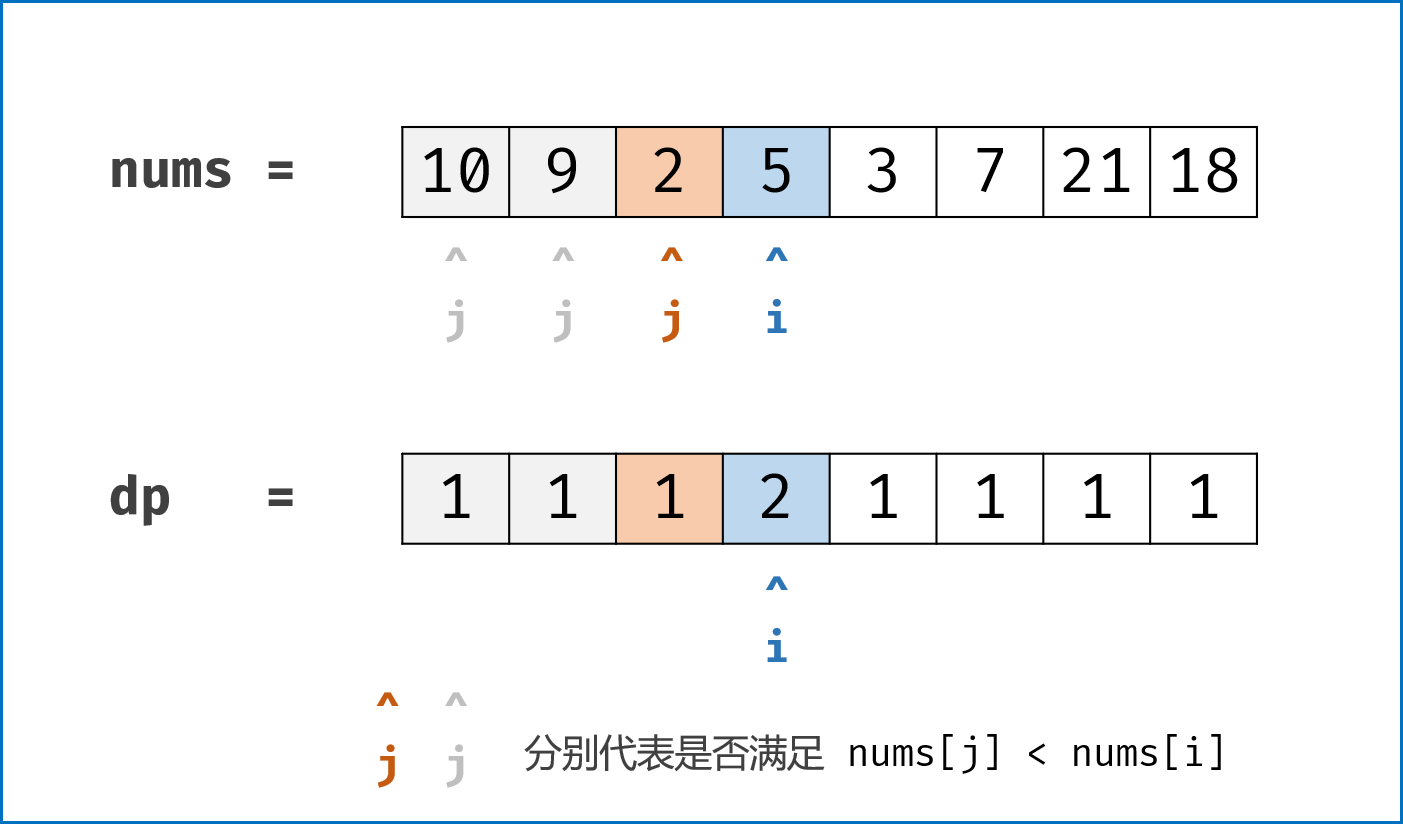 nums = 10 9 2 5 3 7 21 18
^ ^ ^ ^
j j j i
dp = 1 1 1 2 1 1 1 1
^
i
^ ^
j j 分别代表是否满足 nums[j] < nums[i]